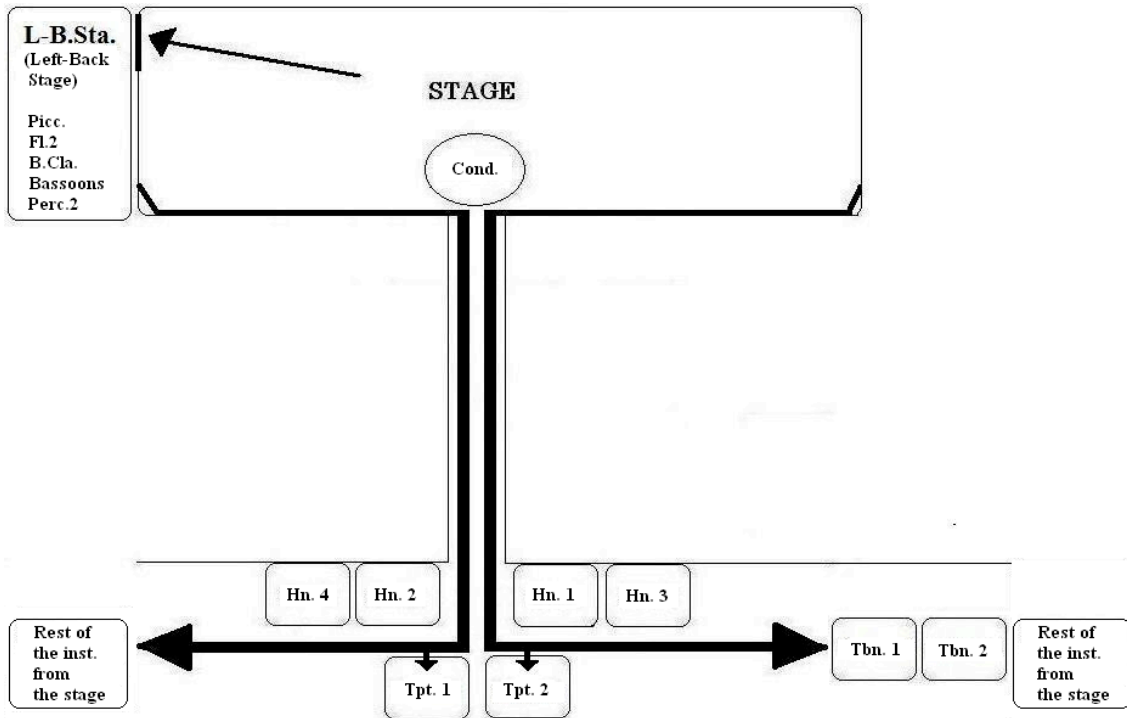 L-B.Sta.
(Left-Back
Stage)
Picc.
Fl.2
B.Cla.
Bassoons
Perc.2
STAGE
Cond.
Hn. 4
Hn. 2
Hn. 1
Hn. 3
Rest of
the inst.
from
the stage
Tpt. 1
Tpt. 2
Tbn. 1
Tbn. 2
Rest of
the inst.
from
the stage